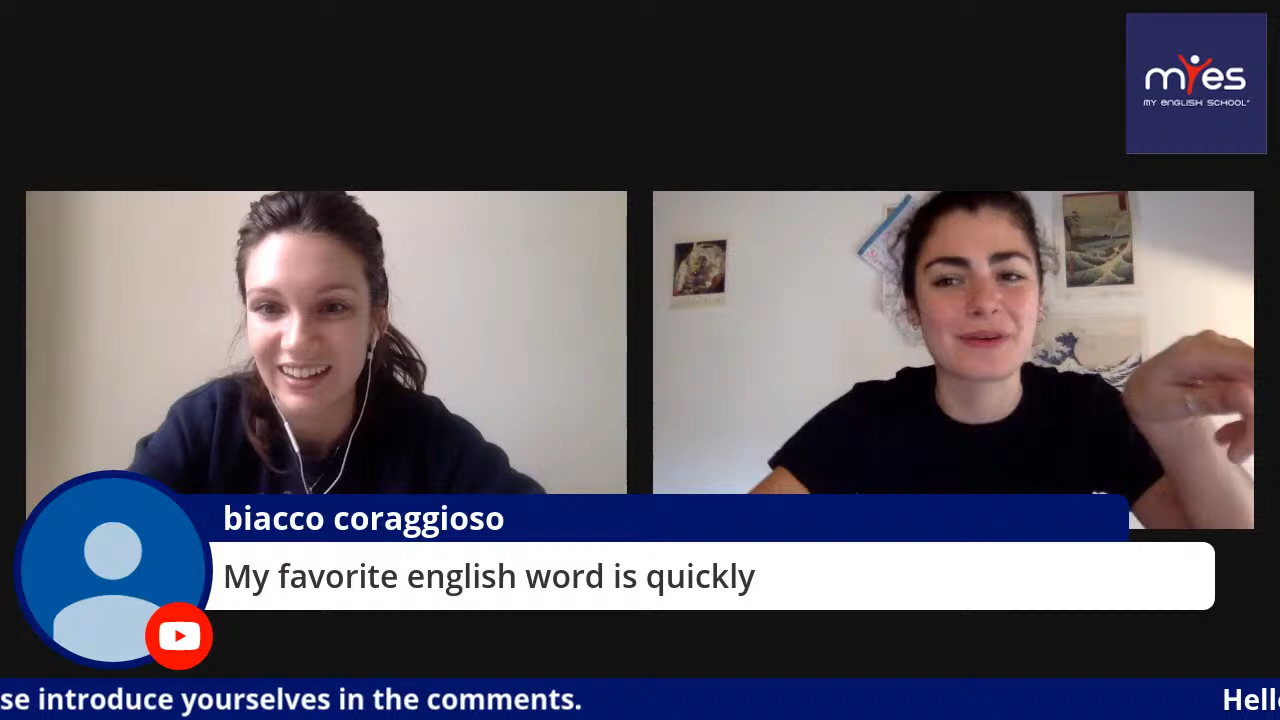 mYes
MY ENGLISH SCHOOL
biacco coraggioso
My favorite english word is quickly
se introduce yourselves in the comments.
Hell